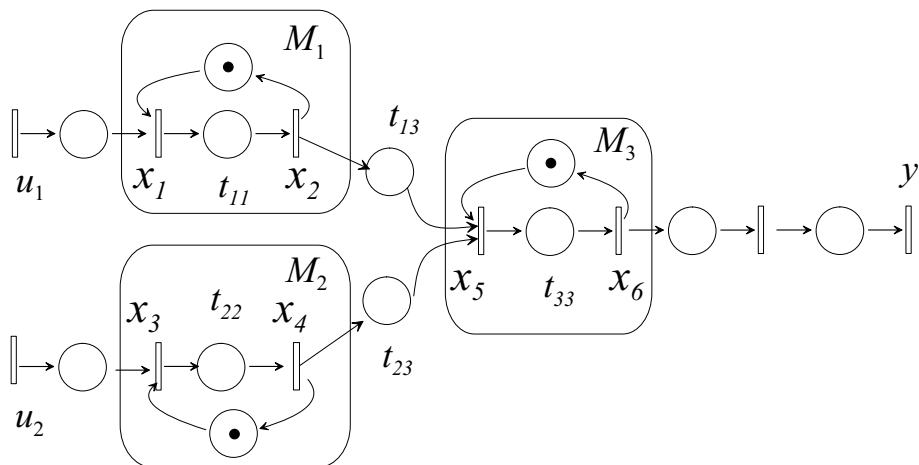 M₁
u₁
x₁
t₁₁
x₂
t₁₃
M₂
u₂
x₃
t₂₂
x₄
t₂₃
M₃
x₅
t₃₃
x₆
y